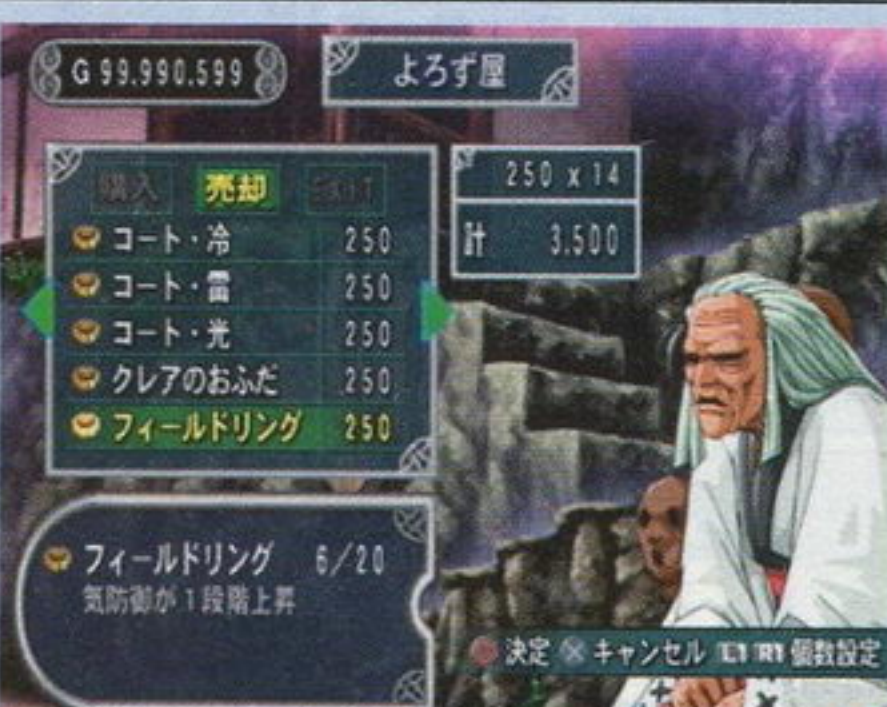 G 99.990.599
よろず屋
購入 売却 EXIT
250 x 14
計 3.500
コート・冷 250
コート・雷 250
コート・光 250
クレアのおふだ 250
フィールドリング 250
フィールドリング 6/20
気防御が1段階上昇
決定 キャンセル L1 R1 個数設定